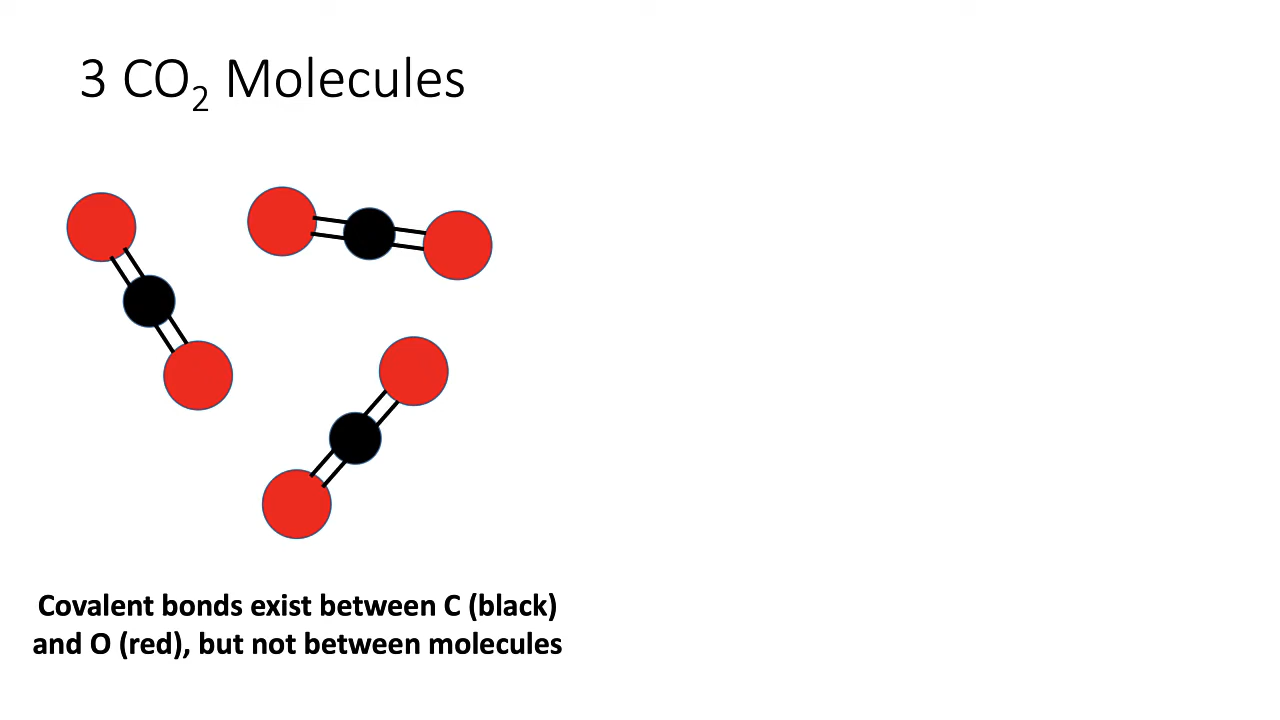 3 CO₂ Molecules
Covalent bonds exist between C (black)
and O (red), but not between molecules